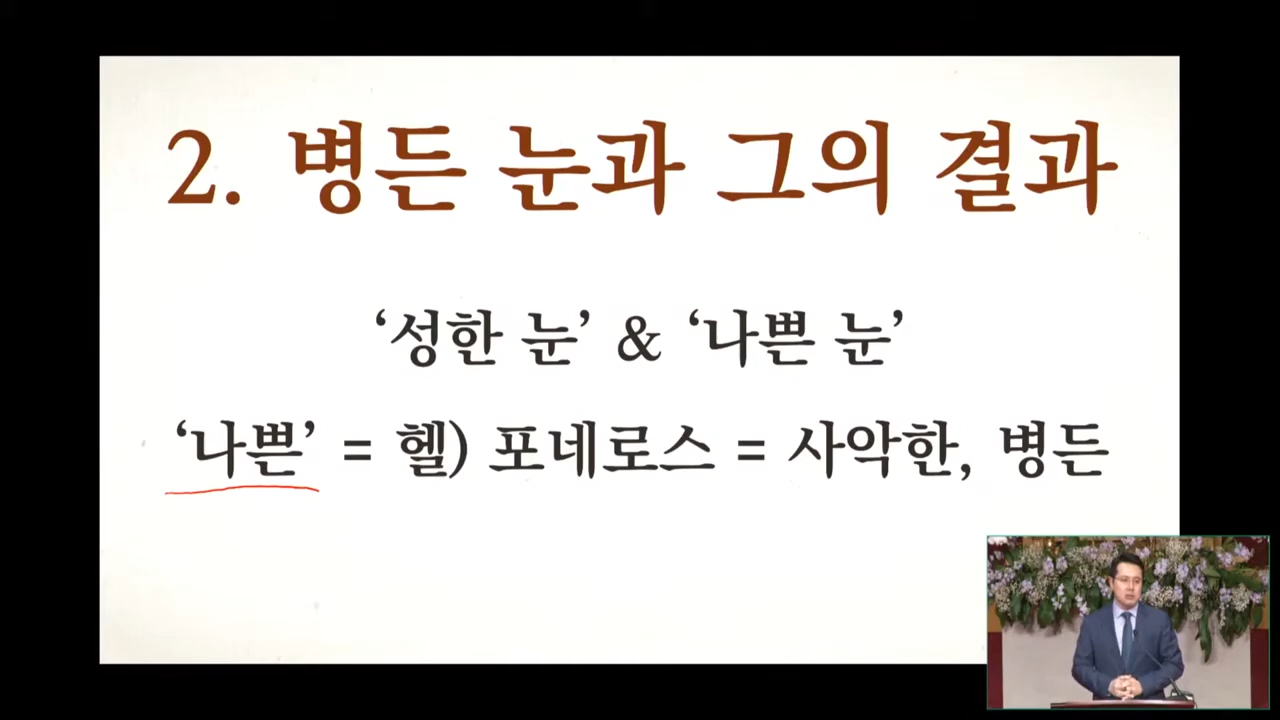 2. 병든 눈과 그의 결과
‘성한 눈’ & ‘나쁜 눈’
‘나쁜’ = 헬) 포네로스 = 사악한, 병든